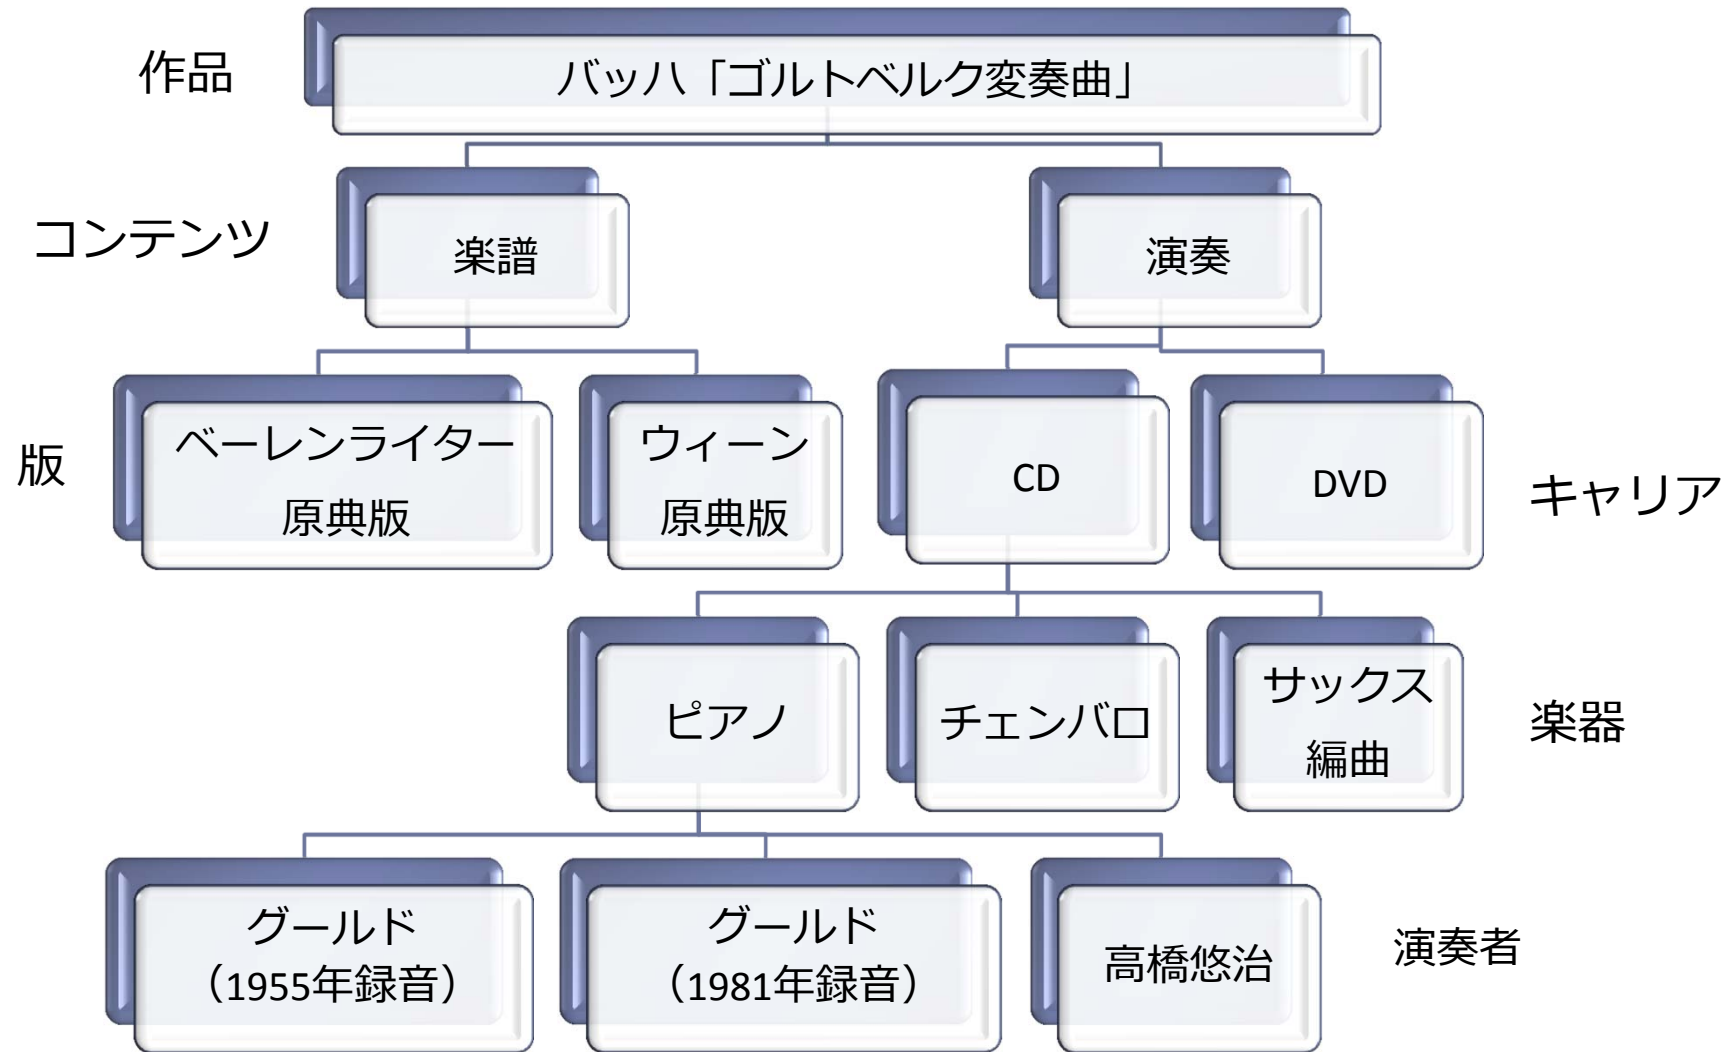 作品
バッハ「ゴルトベルク変奏曲」
コンテンツ
楽譜
演奏
版
ベーレンライター
原典版
ウィーン
原典版
CD
DVD
キャリア
ピアノ
チェンバロ
サックス
編曲
楽器
グールド
（1955年録音）
グールド
（1981年録音）
高橋悠治
演奏者